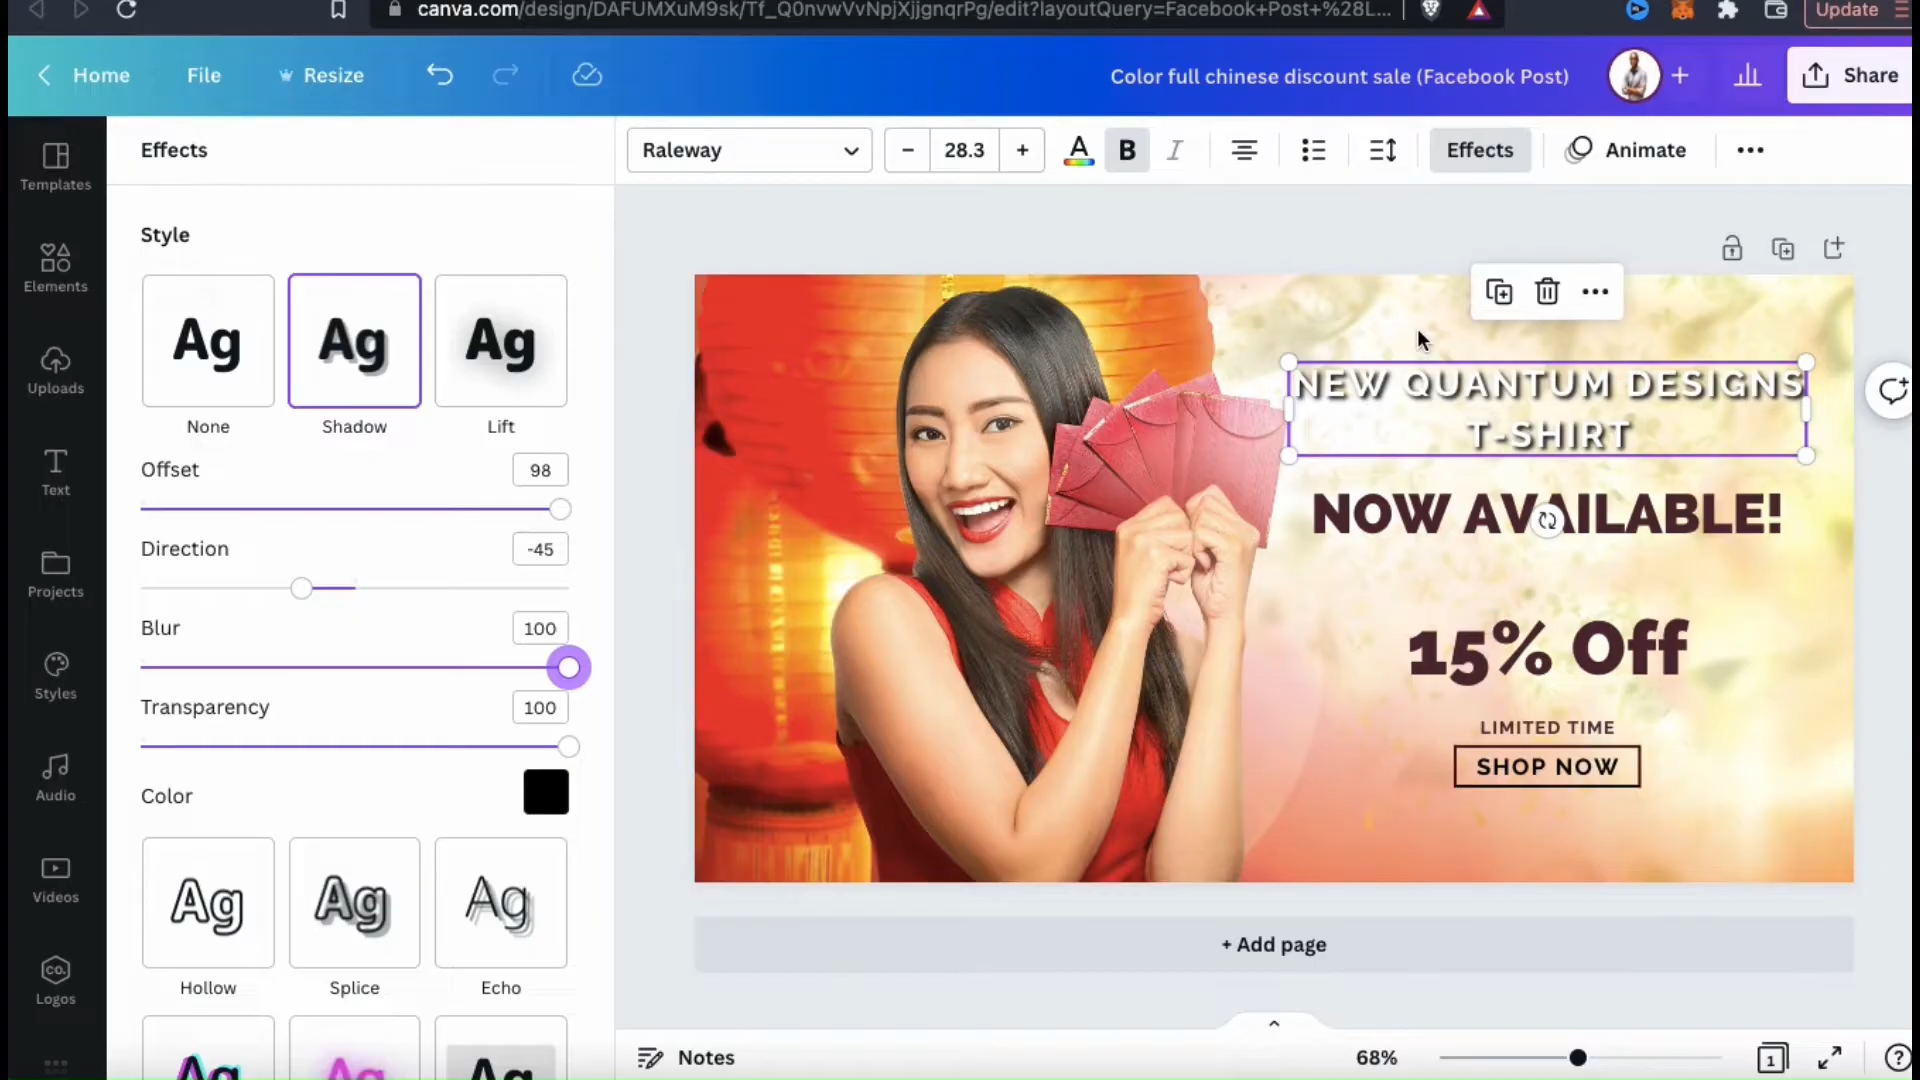 canva.com/design/DAFUMXuM9sk/Tf_Q0nvwVvNpjXjjgnqrPg/edit?layoutQuery=Facebook+Post+%28L...
Update
Home
File
Resize
Color full chinese discount sale (Facebook Post)
Share
Effects
Raleway
28.3
A
B
I
Effects
Animate
Templates
Elements
Uploads
Text
Projects
Styles
Audio
Videos
CO.
Logos
Style
Ag
Ag
Ag
None
Shadow
Lift
Offset
98
Direction
-45
Blur
100
Transparency
100
Color
Ag
Ag
Ag
Hollow
Splice
Echo
Ag
Ag
Ag
NEW QUANTUM DESIGNS
T-SHIRT
NOW AVAILABLE!
15% Off
LIMITED TIME
SHOP NOW
+ Add page
Notes
68%
1
?